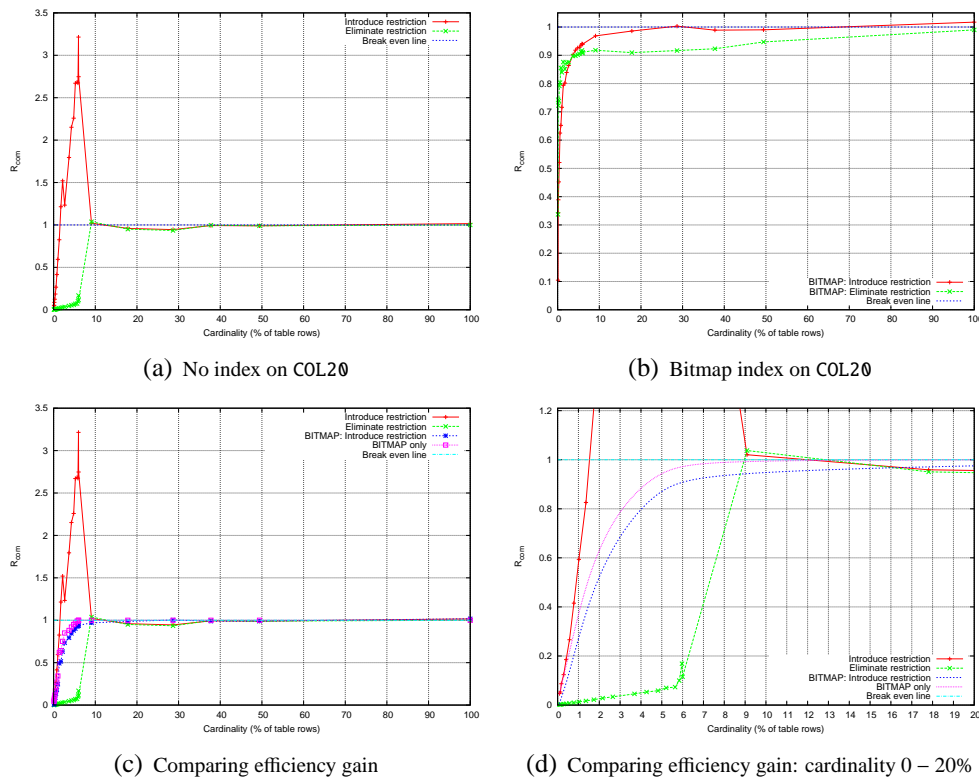 Introduce restriction
Eliminate restriction
Break even line
3.5
3
2.5
2
1.5
1
0.5
0
R_com
0 10 20 30 40 50 60 70 80 90 100
Cardinality (% of table rows)
(a) No index on COL20
1
0.9
0.8
0.7
0.6
0.5
0.4
0.3
0.2
0.1
0
R_com
BITMAP: Introduce restriction
BITMAP: Eliminate restriction
Break even line
0 10 20 30 40 50 60 70 80 90 100
Cardinality (% of table rows)
(b) Bitmap index on COL20
Introduce restriction
Eliminate restriction
BITMAP: Introduce restriction
BITMAP only
Break even line
3.5
3
2.5
2
1.5
1
0.5
0
R_com
0 10 20 30 40 50 60 70 80 90 100
Cardinality (% of table rows)
(c) Comparing efficiency gain
1.2
1
0.8
0.6
0.4
0.2
0
R_com
Introduce restriction
Eliminate restriction
BITMAP: Introduce restriction
BITMAP only
Break even line
0 1 2 3 4 5 6 7 8 9 10 11 12 13 14 15 16 17 18 19 20
Cardinality (% of table rows)
(d) Comparing efficiency gain: cardinality 0 – 20%